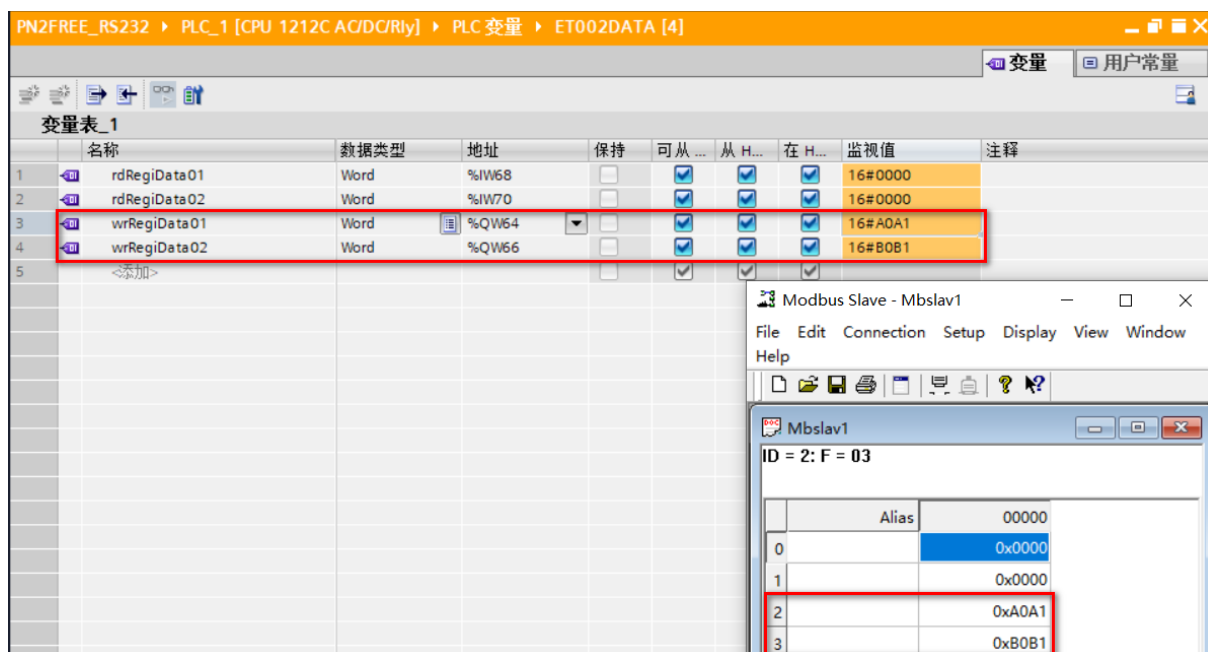 PN2FREE_RS232 ▸ PLC_1 [CPU 1212C AC/DC/Rly] ▸ PLC 变量 ▸ ET002DATA [4]
变量 用户常量
变量表_1
名称 数据类型 地址 保持 可从 ... 从 H... 在 H... 监视值 注释
1 rdRegiData01 Word %IW68 16#0000
2 rdRegiData02 Word %IW70 16#0000
3 wrRegiData01 Word %QW64 16#A0A1
4 wrRegiData02 Word %QW66 16#B0B1
5 <添加>
Modbus Slave - Mbslav1
File Edit Connection Setup Display View Window
Help
Mbslav1
ID = 2: F = 03
Alias 00000
0 0x0000
1 0x0000
2 0xA0A1
3 0xB0B1